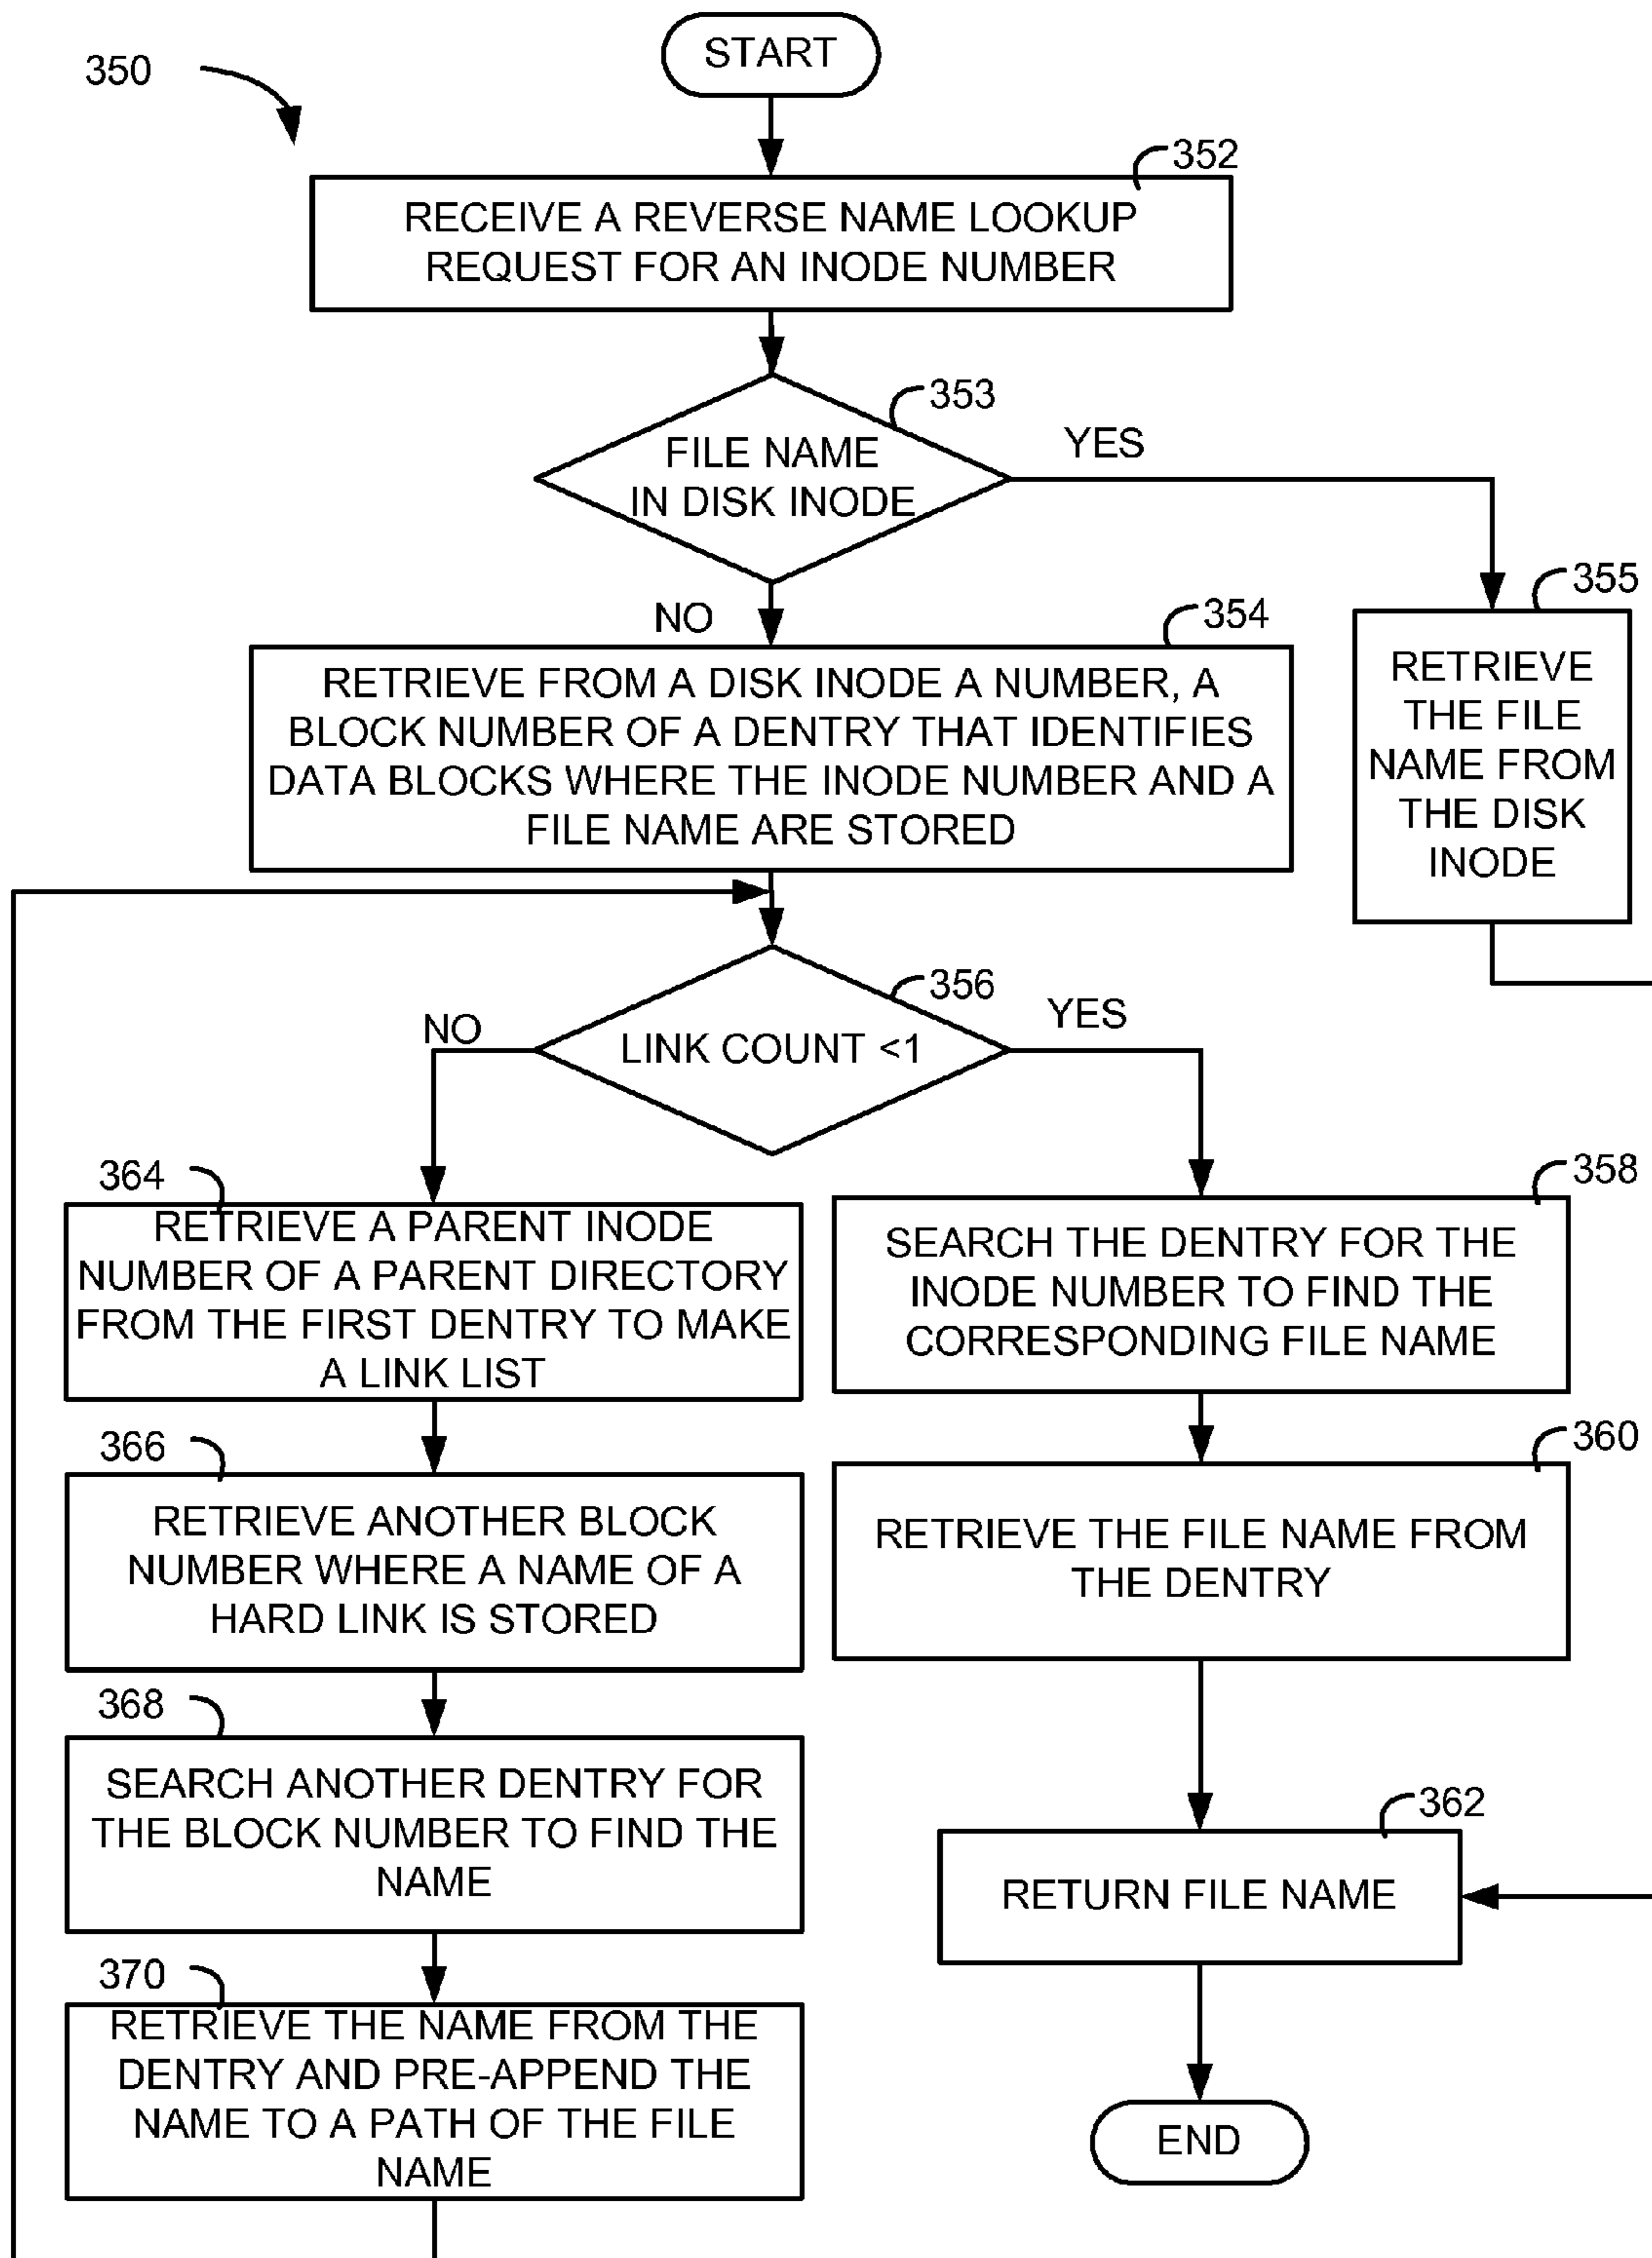 START
350
352
RECEIVE A REVERSE NAME LOOKUP
REQUEST FOR AN INODE NUMBER
353
FILE NAME
IN DISK INODE
YES
NO
354
RETRIEVE FROM A DISK INODE A NUMBER, A
BLOCK NUMBER OF A DENTRY THAT IDENTIFIES
DATA BLOCKS WHERE THE INODE NUMBER AND A
FILE NAME ARE STORED
355
RETRIEVE
THE FILE
NAME FROM
THE DISK
INODE
356
LINK COUNT <1
NO
YES
364
RETRIEVE A PARENT INODE
NUMBER OF A PARENT DIRECTORY
FROM THE FIRST DENTRY TO MAKE
A LINK LIST
358
SEARCH THE DENTRY FOR THE
INODE NUMBER TO FIND THE
CORRESPONDING FILE NAME
366
RETRIEVE ANOTHER BLOCK
NUMBER WHERE A NAME OF A
HARD LINK IS STORED
360
RETRIEVE THE FILE NAME FROM
THE DENTRY
368
SEARCH ANOTHER DENTRY FOR
THE BLOCK NUMBER TO FIND THE
NAME
362
RETURN FILE NAME
370
RETRIEVE THE NAME FROM THE
DENTRY AND PRE-APPEND THE
NAME TO A PATH OF THE FILE
NAME
END